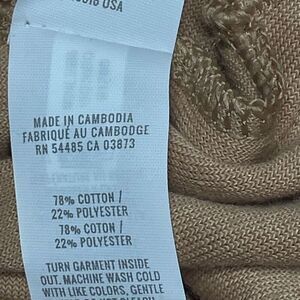 USA
MADE IN CAMBODIA
FABRIQUÉ AU CAMBODGE
RN 54485 CA 03873
78% COTTON /
22% POLYESTER
78% COTON /
22% POLYESTER
TURN GARMENT INSIDE
OUT. MACHINE WASH COLD
WITH LIKE COLORS, GENTLE